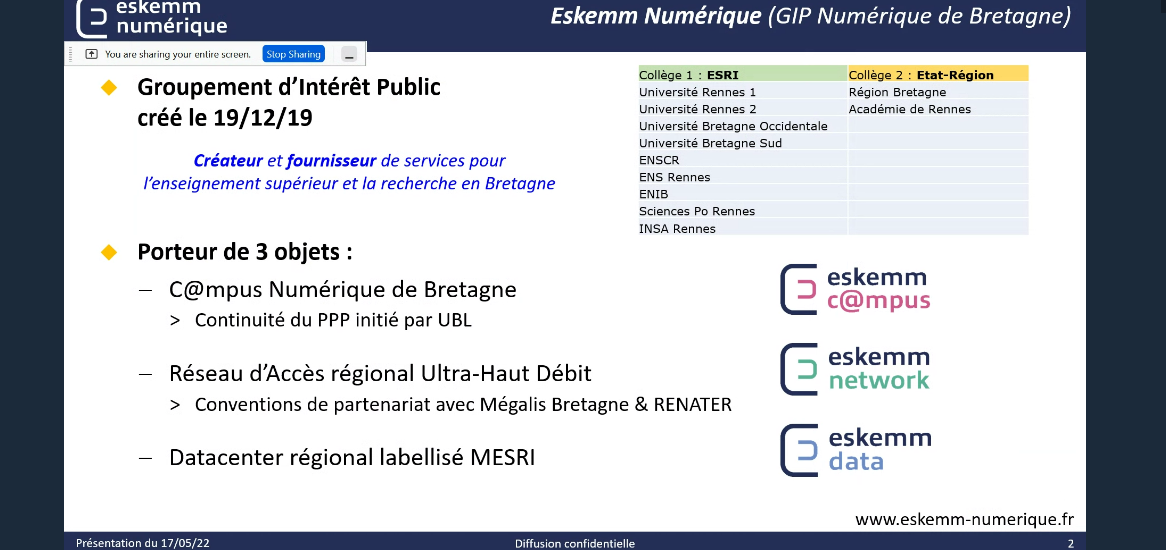 eskemm
numérique
Eskemm Numérique (GIP Numérique de Bretagne)
You are sharing your entire screen. Stop Sharing
Groupement d'Intérêt Public
créé le 19/12/19
Créateur et fournisseur de services pour
l'enseignement supérieur et la recherche en Bretagne
Collège 1 : ESRI Collège 2 : Etat-Région
Université Rennes 1 Région Bretagne
Université Rennes 2 Académie de Rennes
Université Bretagne Occidentale
Université Bretagne Sud
ENSCR
ENS Rennes
ENIB
Sciences Po Rennes
INSA Rennes
Porteur de 3 objets :
– C@mpus Numérique de Bretagne
> Continuité du PPP initié par UBL
– Réseau d'Accès régional Ultra-Haut Débit
> Conventions de partenariat avec Mégalis Bretagne & RENATER
– Datacenter régional labellisé MESRI
eskemm
c@mpus
eskemm
network
eskemm
data
www.eskemm-numerique.fr
Présentation du 17/05/22 Diffusion confidentielle 2